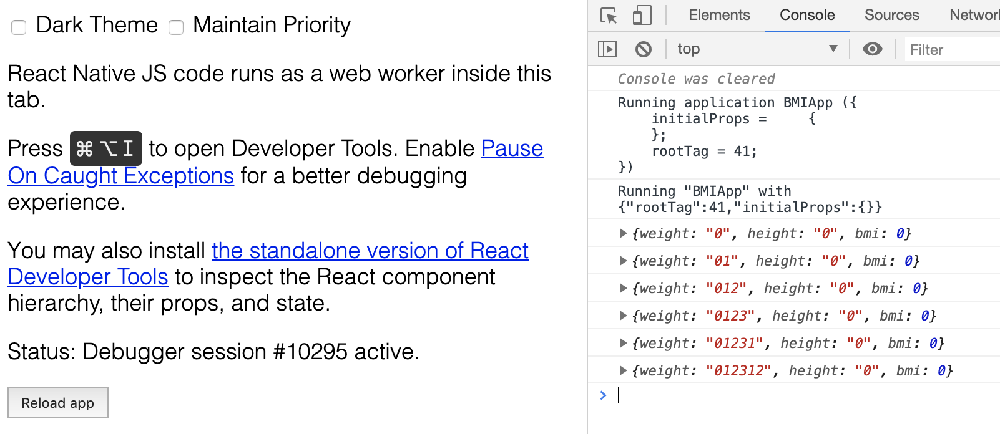 Dark Theme Maintain Priority
React Native JS code runs as a web worker inside this
tab.
Press ⌘⌥I to open Developer Tools. Enable Pause
On Caught Exceptions for a better debugging
experience.
You may also install the standalone version of React
Developer Tools to inspect the React component
hierarchy, their props, and state.
Status: Debugger session #10295 active.
Reload app
Elements Console Sources Networ
top ▼ Filter
Console was cleared
Running application BMIApp ({
    initialProps =     {
    };
    rootTag = 41;
})
Running "BMIApp" with
{"rootTag":41,"initialProps":{}}
{weight: "0", height: "0", bmi: 0}
{weight: "01", height: "0", bmi: 0}
{weight: "012", height: "0", bmi: 0}
{weight: "0123", height: "0", bmi: 0}
{weight: "01231", height: "0", bmi: 0}
{weight: "012312", height: "0", bmi: 0}